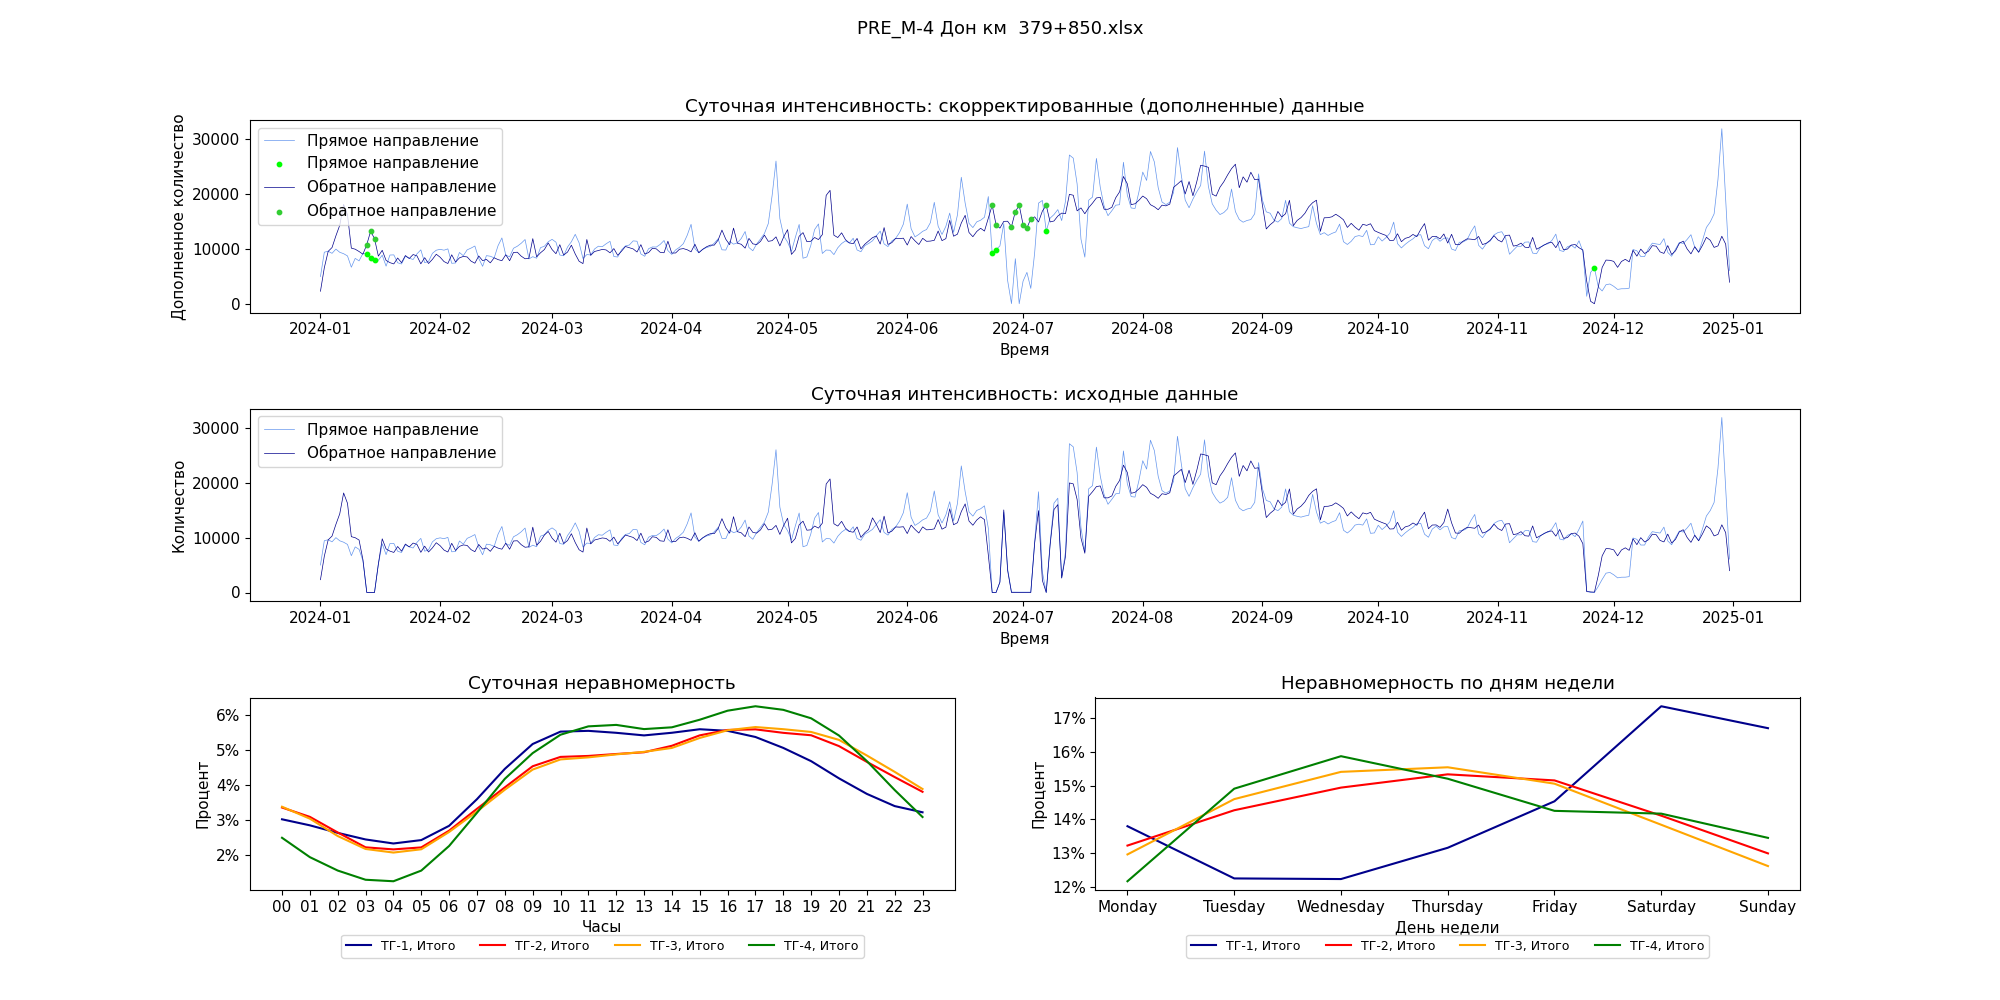 PRE_М-4 Дон км  379+850.xlsx
Суточная интенсивность: скорректированные (дополненные) данные
Дополненное количество
30000
20000
10000
0
Прямое направление
Прямое направление
Обратное направление
Обратное направление
2024-01 2024-02 2024-03 2024-04 2024-05 2024-06 2024-07 2024-08 2024-09 2024-10 2024-11 2024-12 2025-01
Время
Суточная интенсивность: исходные данные
Количество
30000
20000
10000
0
Прямое направление
Обратное направление
2024-01 2024-02 2024-03 2024-04 2024-05 2024-06 2024-07 2024-08 2024-09 2024-10 2024-11 2024-12 2025-01
Время
Суточная неравномерность
Процент
6%
5%
4%
3%
2%
00 01 02 03 04 05 06 07 08 09 10 11 12 13 14 15 16 17 18 19 20 21 22 23
Часы
ТГ-1, Итого ТГ-2, Итого ТГ-3, Итого ТГ-4, Итого
Неравномерность по дням недели
Процент
17%
16%
15%
14%
13%
12%
Monday Tuesday Wednesday Thursday Friday Saturday Sunday
День недели
ТГ-1, Итого ТГ-2, Итого ТГ-3, Итого ТГ-4, Итого